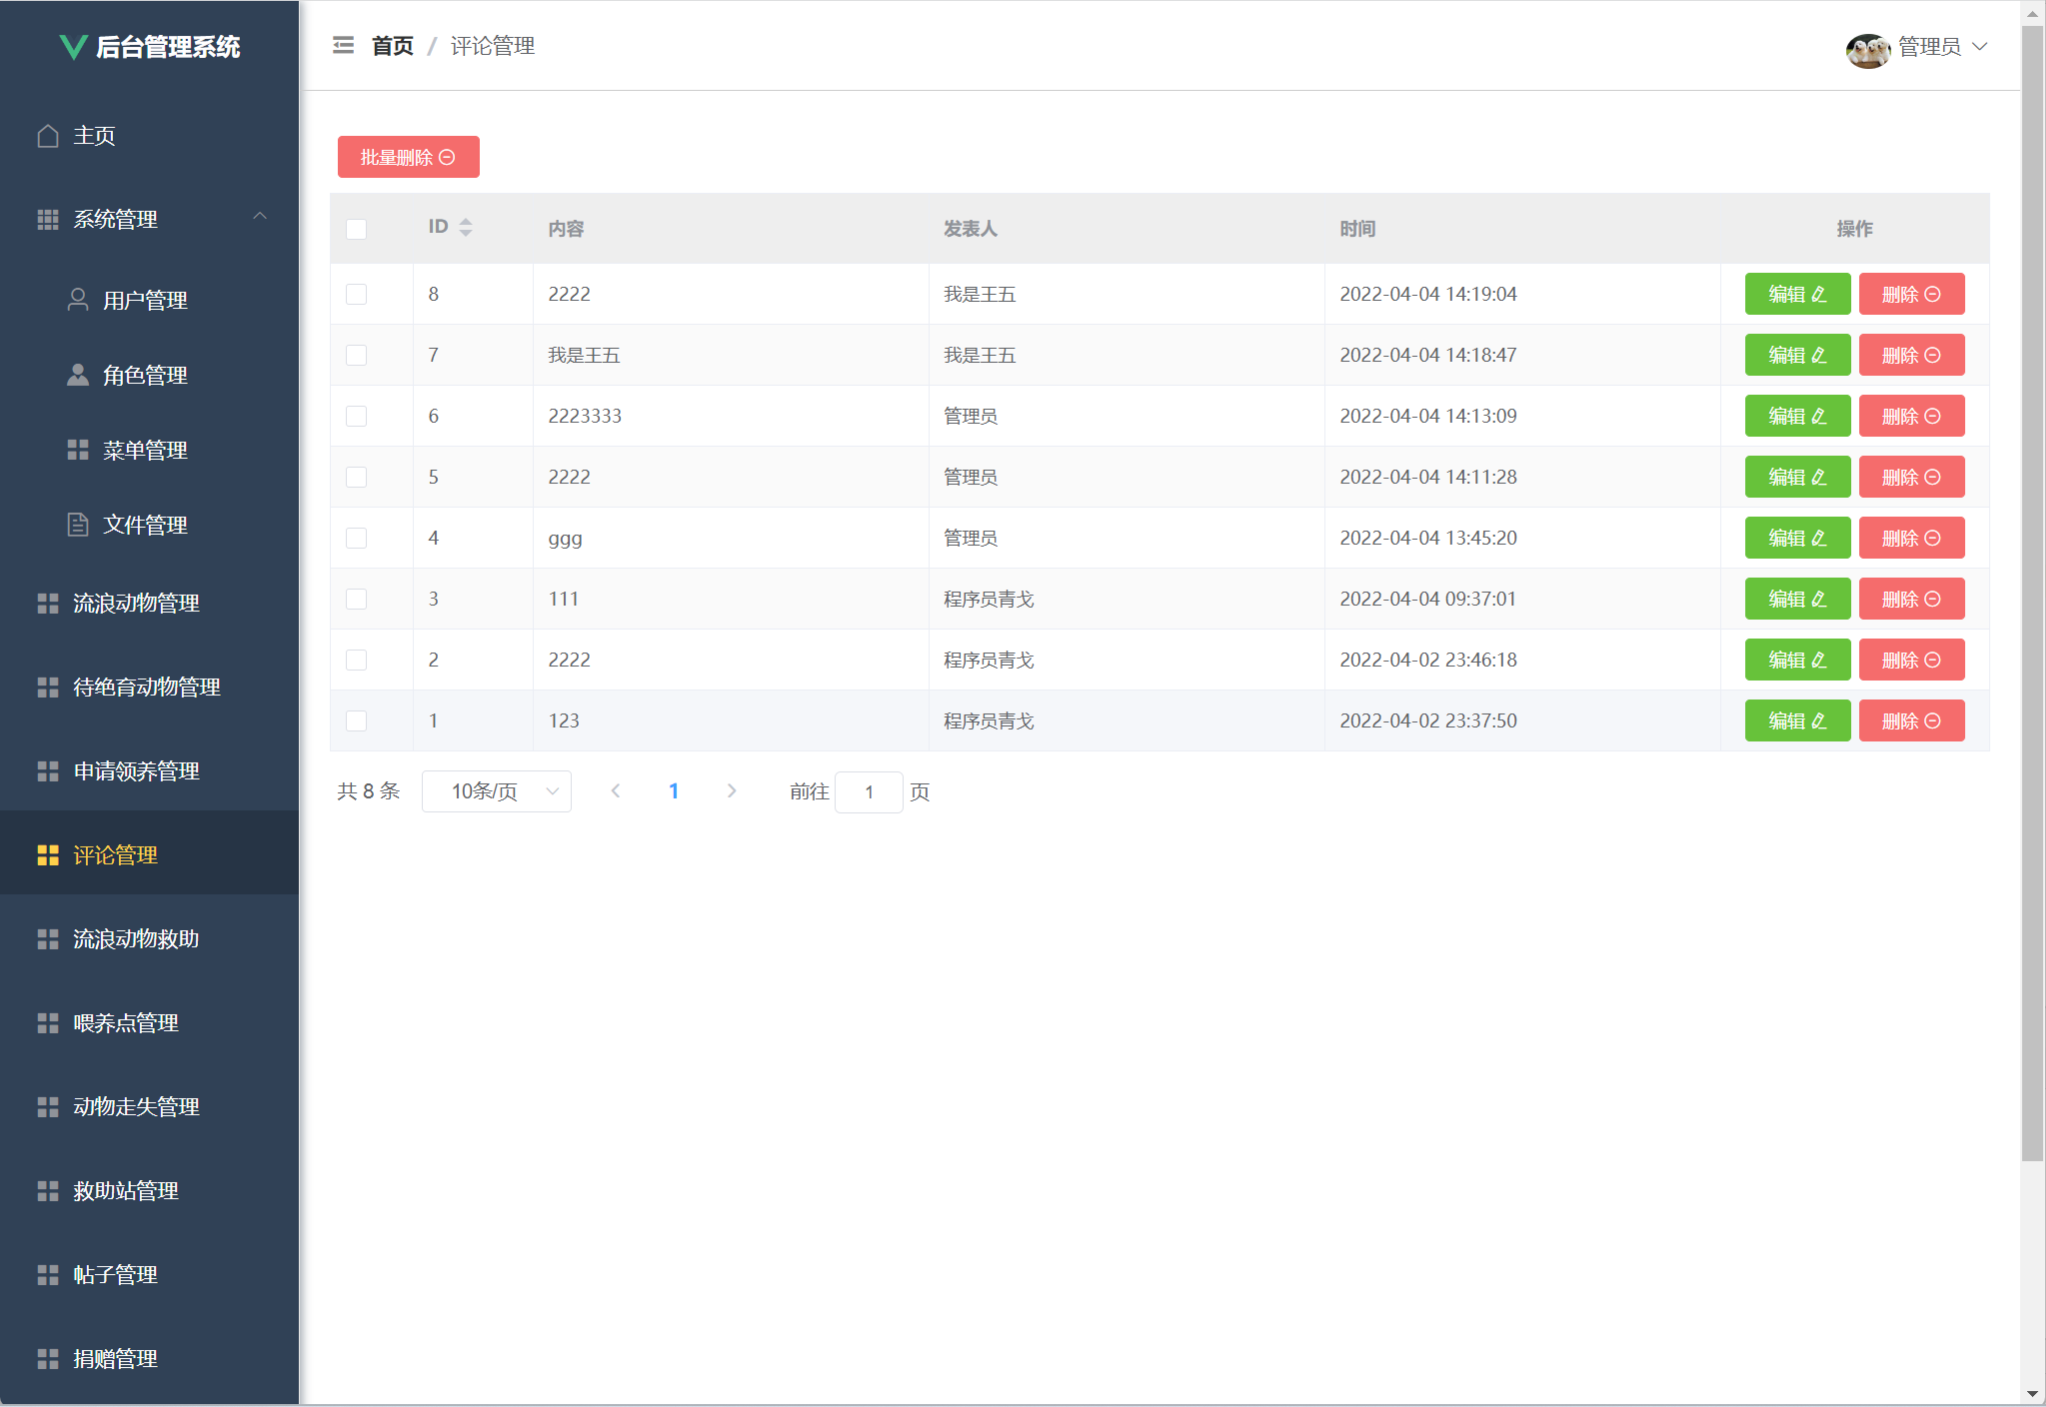 后台管理系统
主页
系统管理
用户管理
角色管理
菜单管理
文件管理
流浪动物管理
待绝育动物管理
申请领养管理
评论管理
流浪动物救助
喂养点管理
动物走失管理
救助站管理
帖子管理
捐赠管理
首页 / 评论管理
管理员
批量删除
ID 内容 发表人 时间 操作
8 2222 我是王五 2022-04-04 14:19:04 编辑 删除
7 我是王五 我是王五 2022-04-04 14:18:47 编辑 删除
6 2223333 管理员 2022-04-04 14:13:09 编辑 删除
5 2222 管理员 2022-04-04 14:11:28 编辑 删除
4 ggg 管理员 2022-04-04 13:45:20 编辑 删除
3 111 程序员青戈 2022-04-04 09:37:01 编辑 删除
2 2222 程序员青戈 2022-04-02 23:46:18 编辑 删除
1 123 程序员青戈 2022-04-02 23:37:50 编辑 删除
共 8 条 10条/页 1 前往 1 页